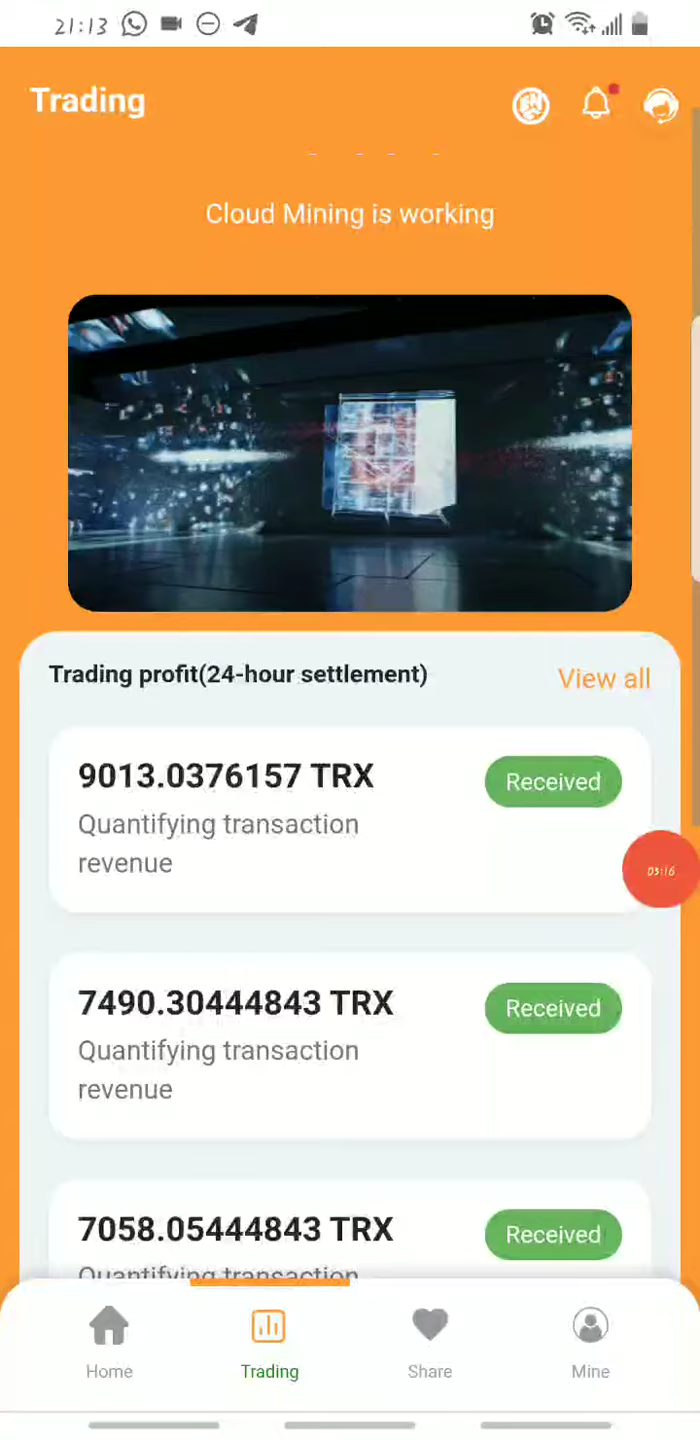 21:13
Trading
Cloud Mining is working
Trading profit(24-hour settlement)
View all
9013.0376157 TRX
Received
Quantifying transaction
revenue
03:16
7490.30444843 TRX
Received
Quantifying transaction
revenue
7058.05444843 TRX
Received
Quantifying transaction
Home
Trading
Share
Mine